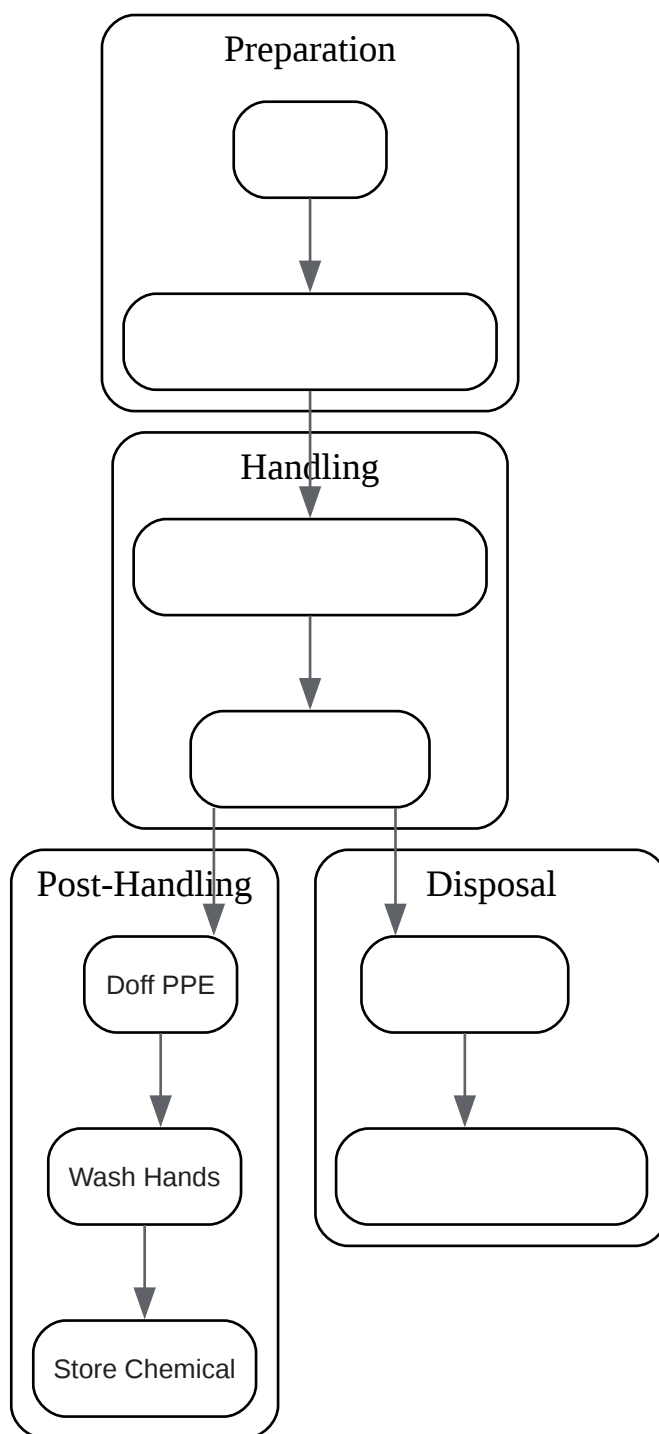 Preparation
Handling
Post-Handling
Disposal
Doff PPE
Wash Hands
Store Chemical